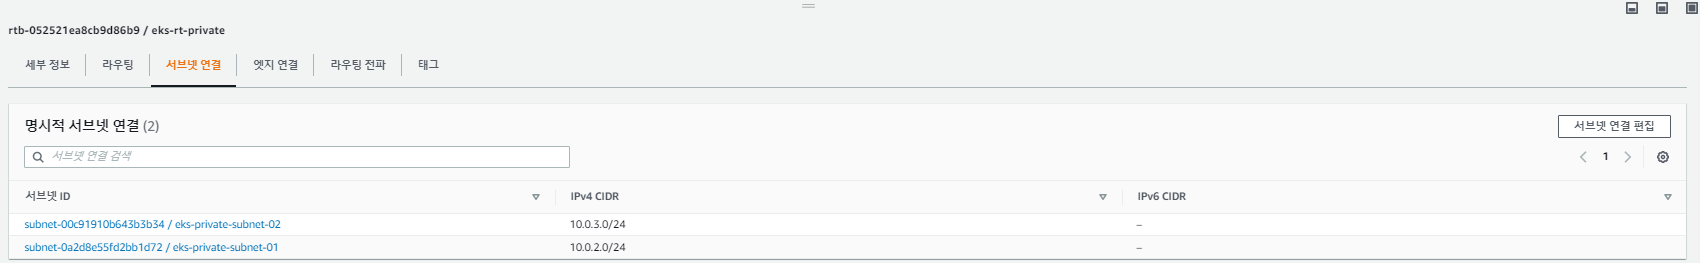 rtb-052521ea8cb9d86b9 / eks-rt-private
세부 정보 라우팅 서브넷 연결 엣지 연결 라우팅 전파 태그
명시적 서브넷 연결 (2) 서브넷 연결 편집
서브넷 연결 검색 1
서브넷 ID IPv4 CIDR IPv6 CIDR
subnet-00c91910b643b3b34 / eks-private-subnet-02 10.0.3.0/24 –
subnet-0a2d8e55fd2bb1d72 / eks-private-subnet-01 10.0.2.0/24 –